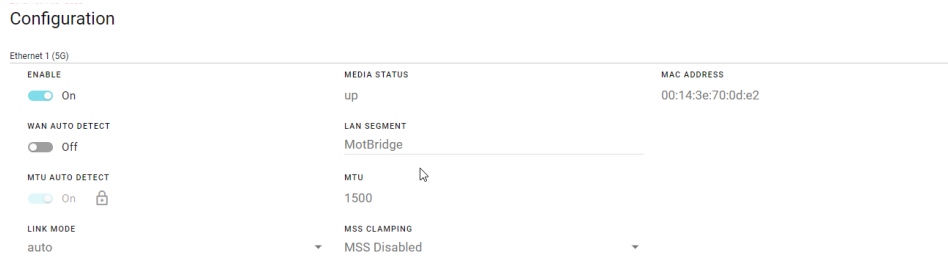 Configuration
Ethernet 1 (5G)
ENABLE MEDIA STATUS MAC ADDRESS
On up 00:14:3e:70:0d:e2
WAN AUTO DETECT LAN SEGMENT
Off MotBridge
MTU AUTO DETECT MTU
On 1500
LINK MODE MSS CLAMPING
auto MSS Disabled